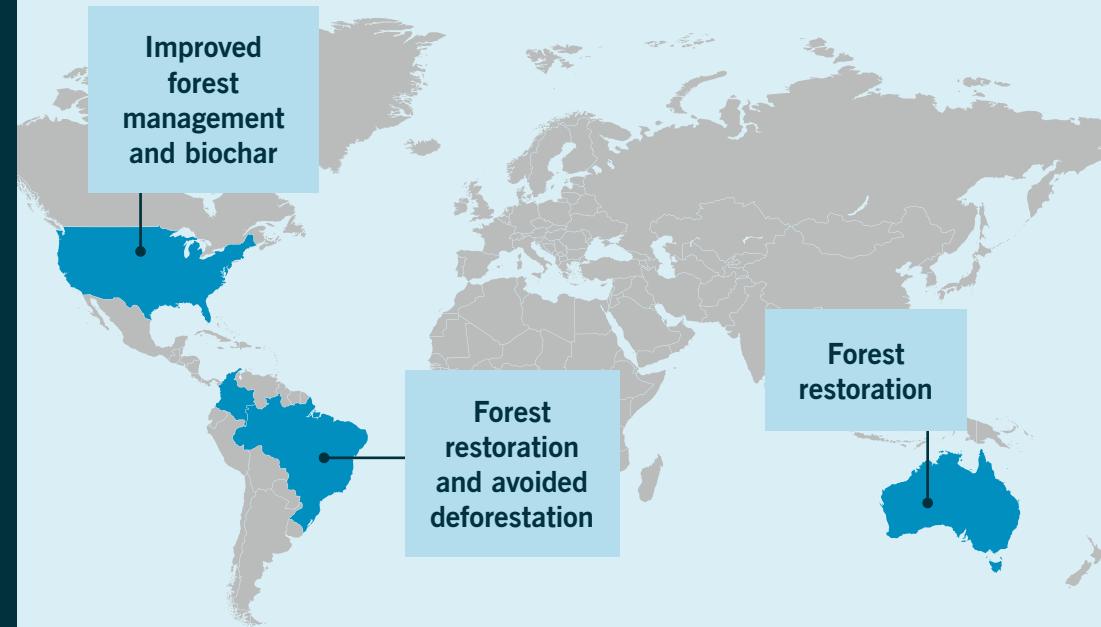 Improved
forest
management
and biochar
Forest
restoration
and avoided
deforestation
Forest
restoration